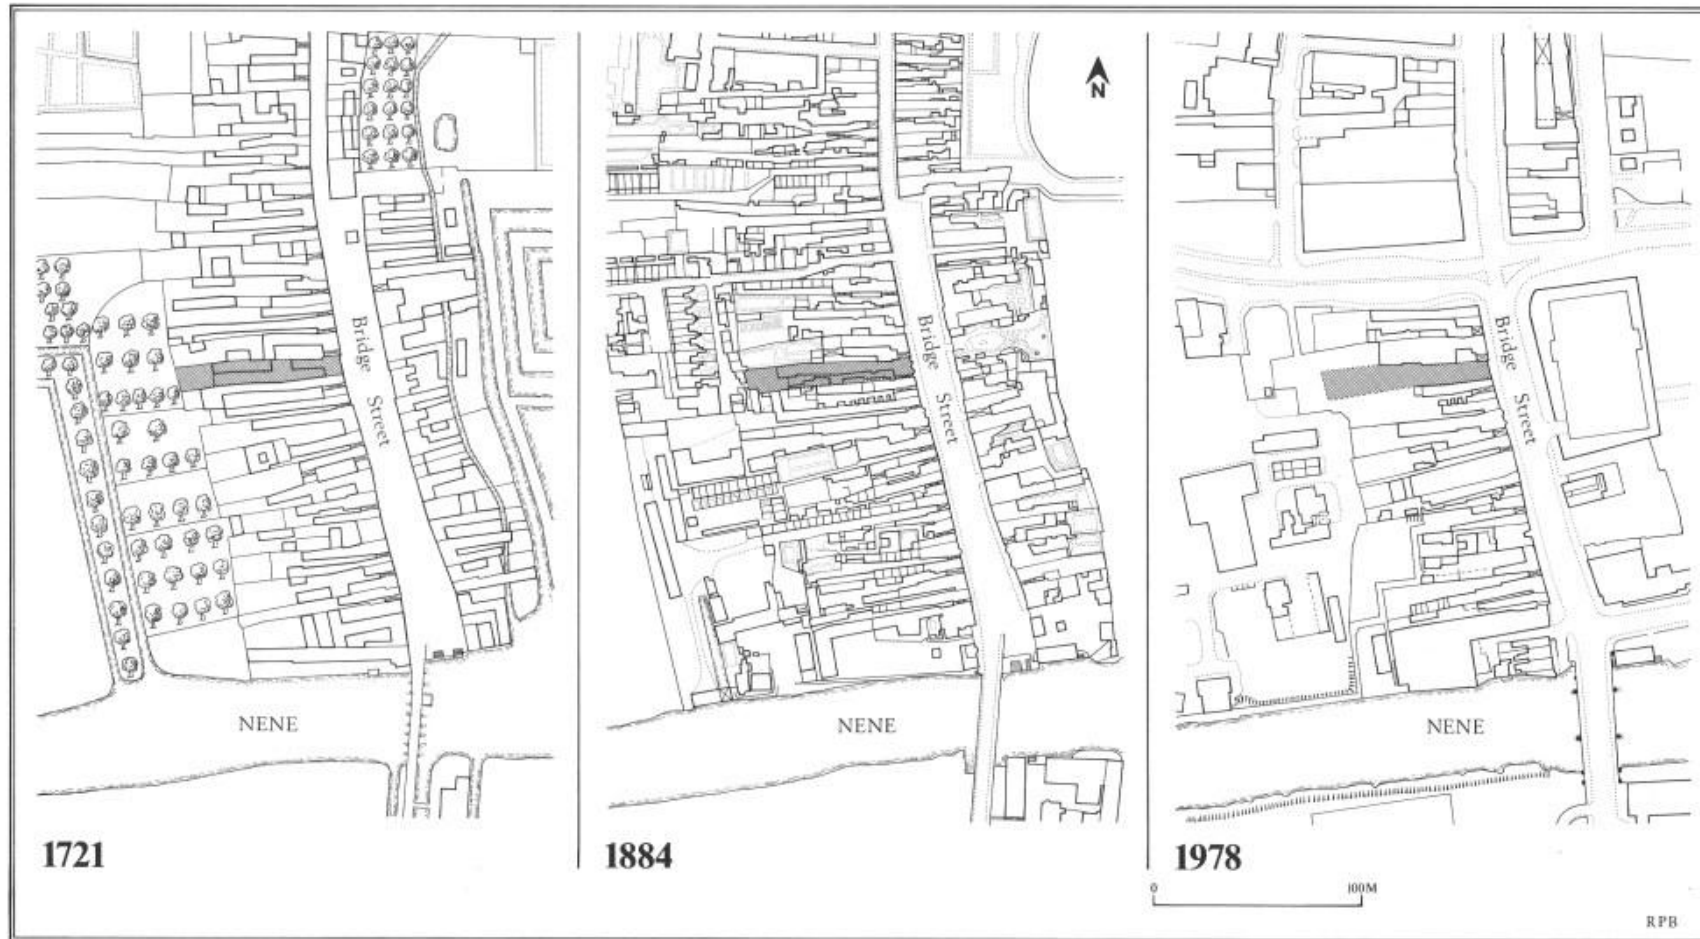 N
Bridge
Street
NENE
1721
Bridge
Street
NENE
1884
Bridge
Street
NENE
1978
0 100M
RPB